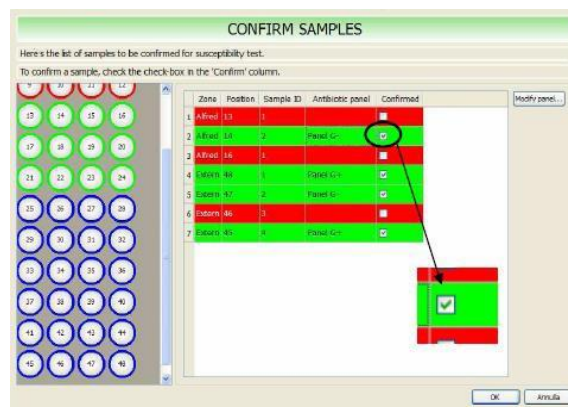 CONFIRM SAMPLES
Here's the list of samples to be confirmed for susceptibility test.
To confirm a sample, check the check-box in the 'Confirm' column.
9 10 11 12
13 14 15 16
17 18 19 20
21 22 23 24
25 26 27 28
29 30 31 32
33 34 35 36
37 38 39 40
41 42 43 44
45 46 47 48
Zone Position Sample ID Antibiotic panel Confirmed
1 Alfred 13 1
2 Alfred 14 2 Panel G-
3 Alfred 16 1
4 Extern 48 1 Panel G-
5 Extern 47 2 Panel G-
6 Extern 46 3
7 Extern 45 4 Panel G+
Modify panel...
OK Annulla